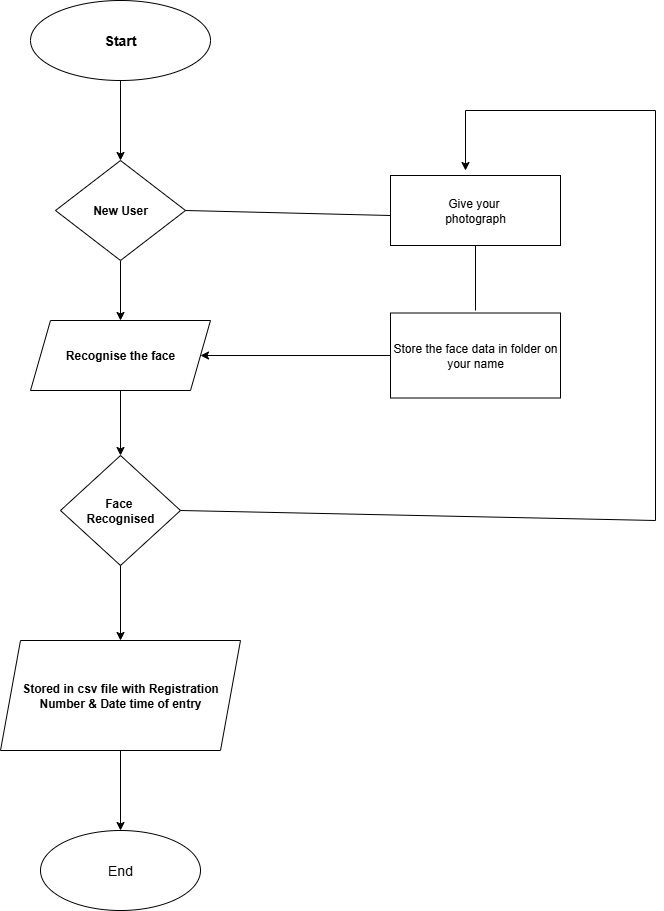 Start
New User
Give your
photograph
Recognise the face
Store the face data in folder on
your name
Face
Recognised
Stored in csv file with Registration
Number & Date time of entry
End